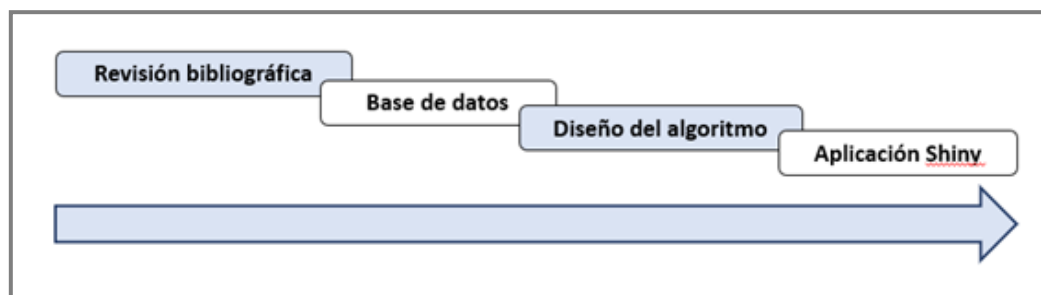 Revisión bibliográfica
Base de datos
Diseño del algoritmo
Aplicación Shiny